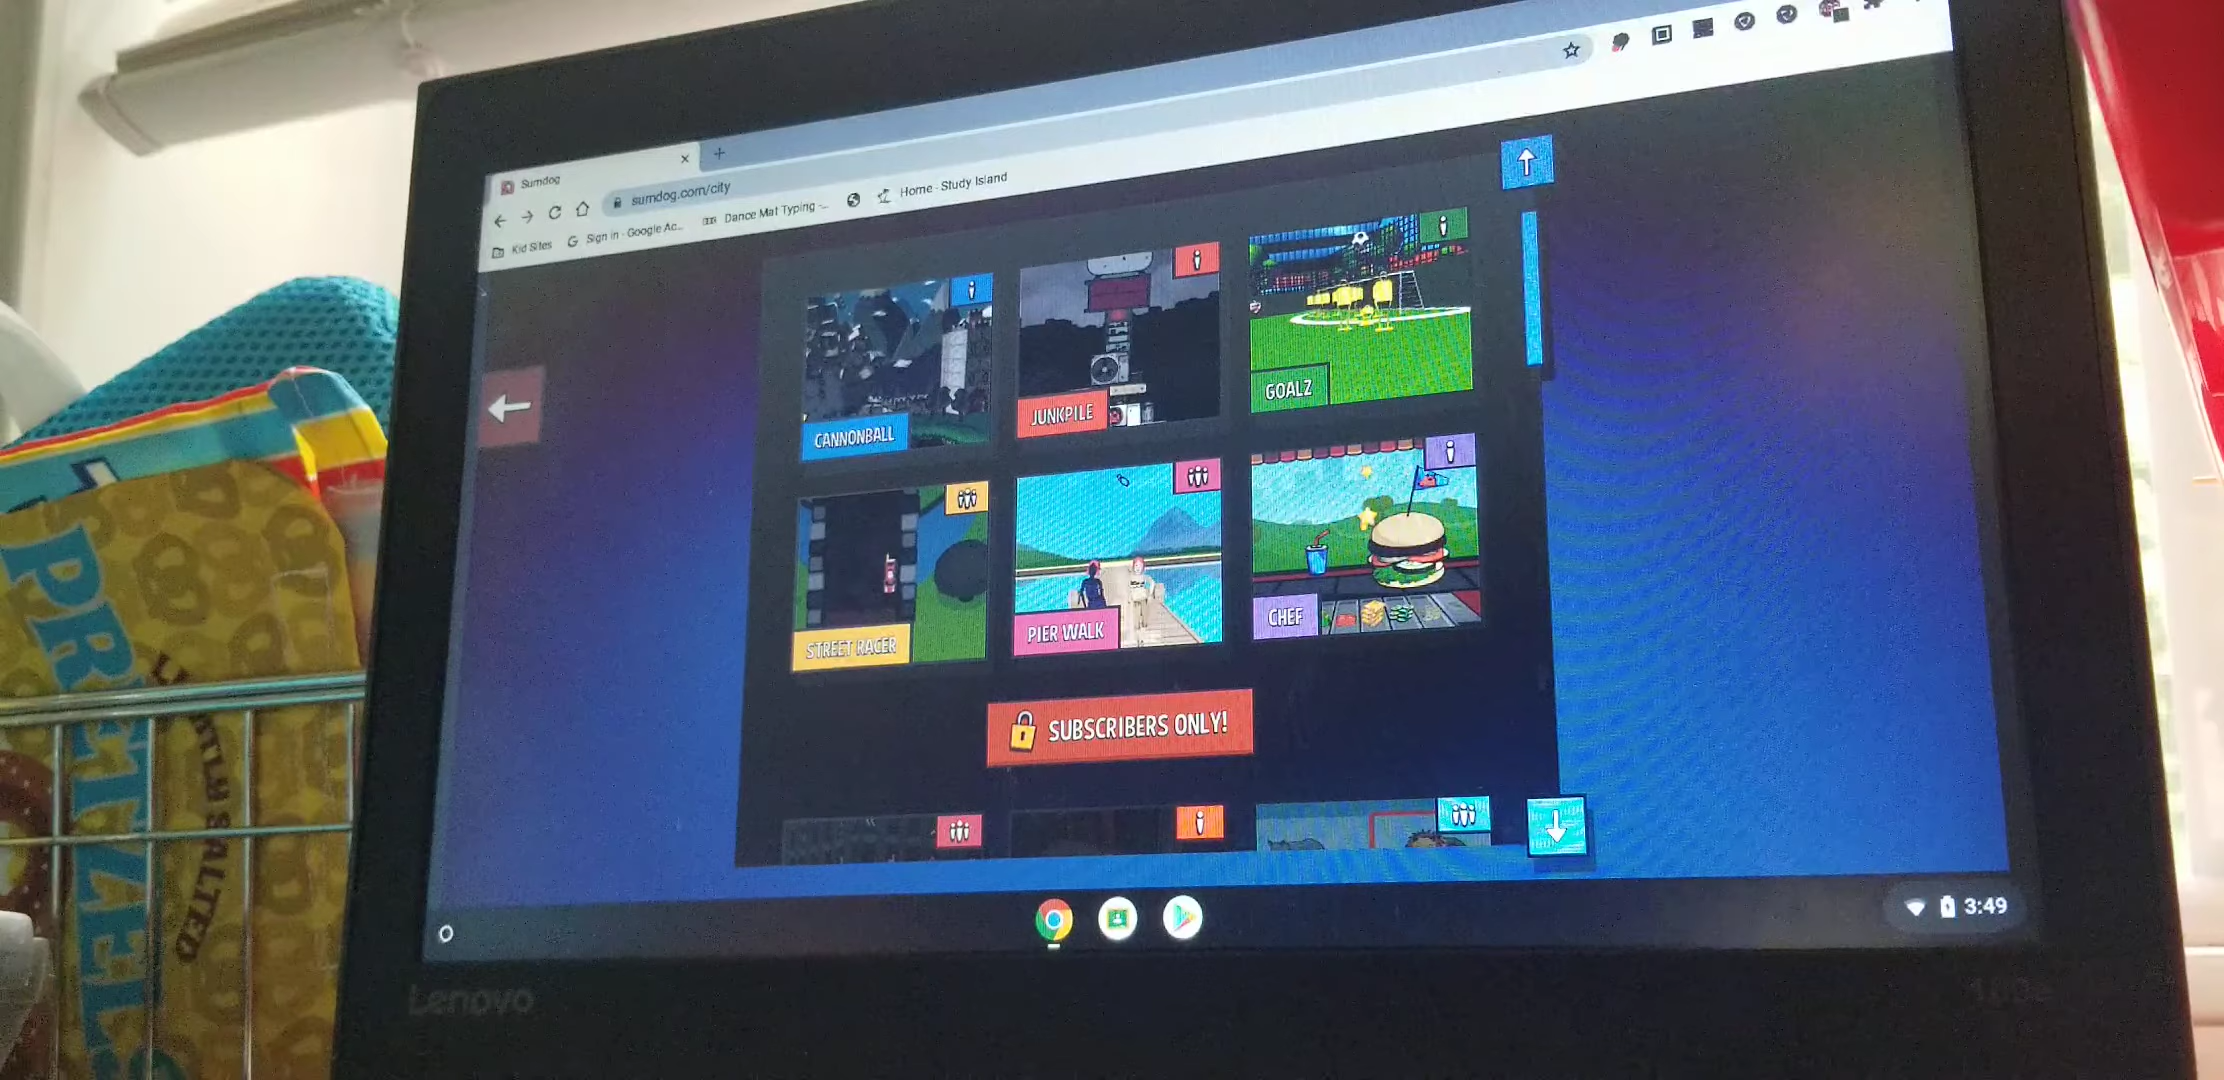 Sumdog
sumdog.com/city
Kid Sites
Sign in - Google Ac...
Dance Mat Typing -...
Home - Study Island
CANNONBALL
JUNKPILE
GOALZ
STREET RACER
PIER WALK
CHEF
SUBSCRIBERS ONLY!
3:49
Lenovo
PRETZELS
SALTED